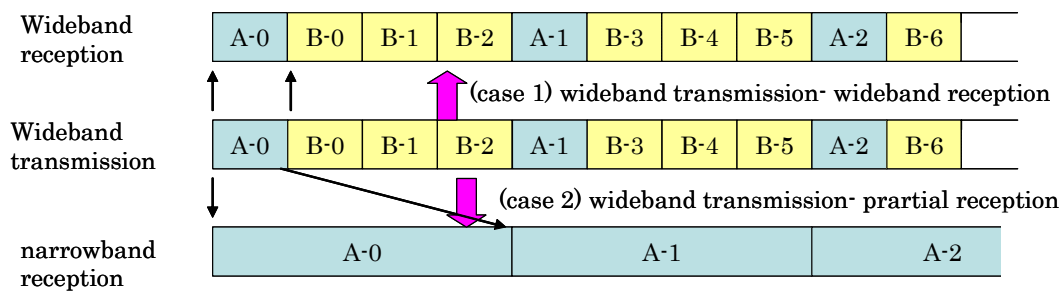 Wideband
reception
A-0 B-0 B-1 B-2 A-1 B-3 B-4 B-5 A-2 B-6
(case 1) wideband transmission- wideband reception
Wideband
transmission
A-0 B-0 B-1 B-2 A-1 B-3 B-4 B-5 A-2 B-6
(case 2) wideband transmission- prartial reception
narrowband
reception
A-0 A-1 A-2